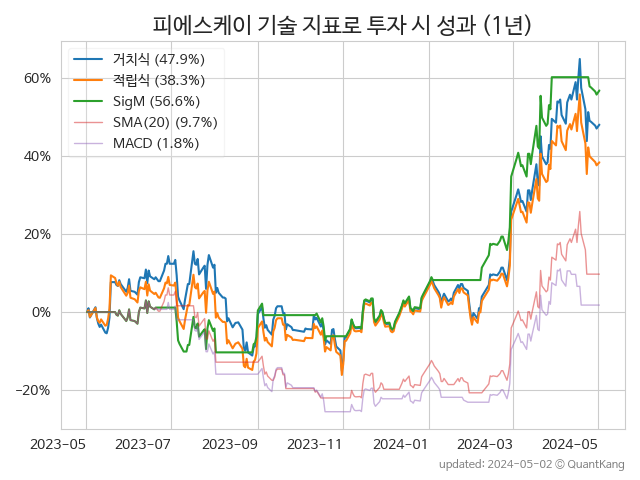 피에스케이 기술 지표로 투자 시 성과 (1년)
거치식 (47.9%)
적립식 (38.3%)
SigM (56.6%)
SMA(20) (9.7%)
MACD (1.8%)
60%
40%
20%
0%
−20%
2023-05 2023-07 2023-09 2023-11 2024-01 2024-03 2024-05
updated: 2024-05-02 © QuantKang